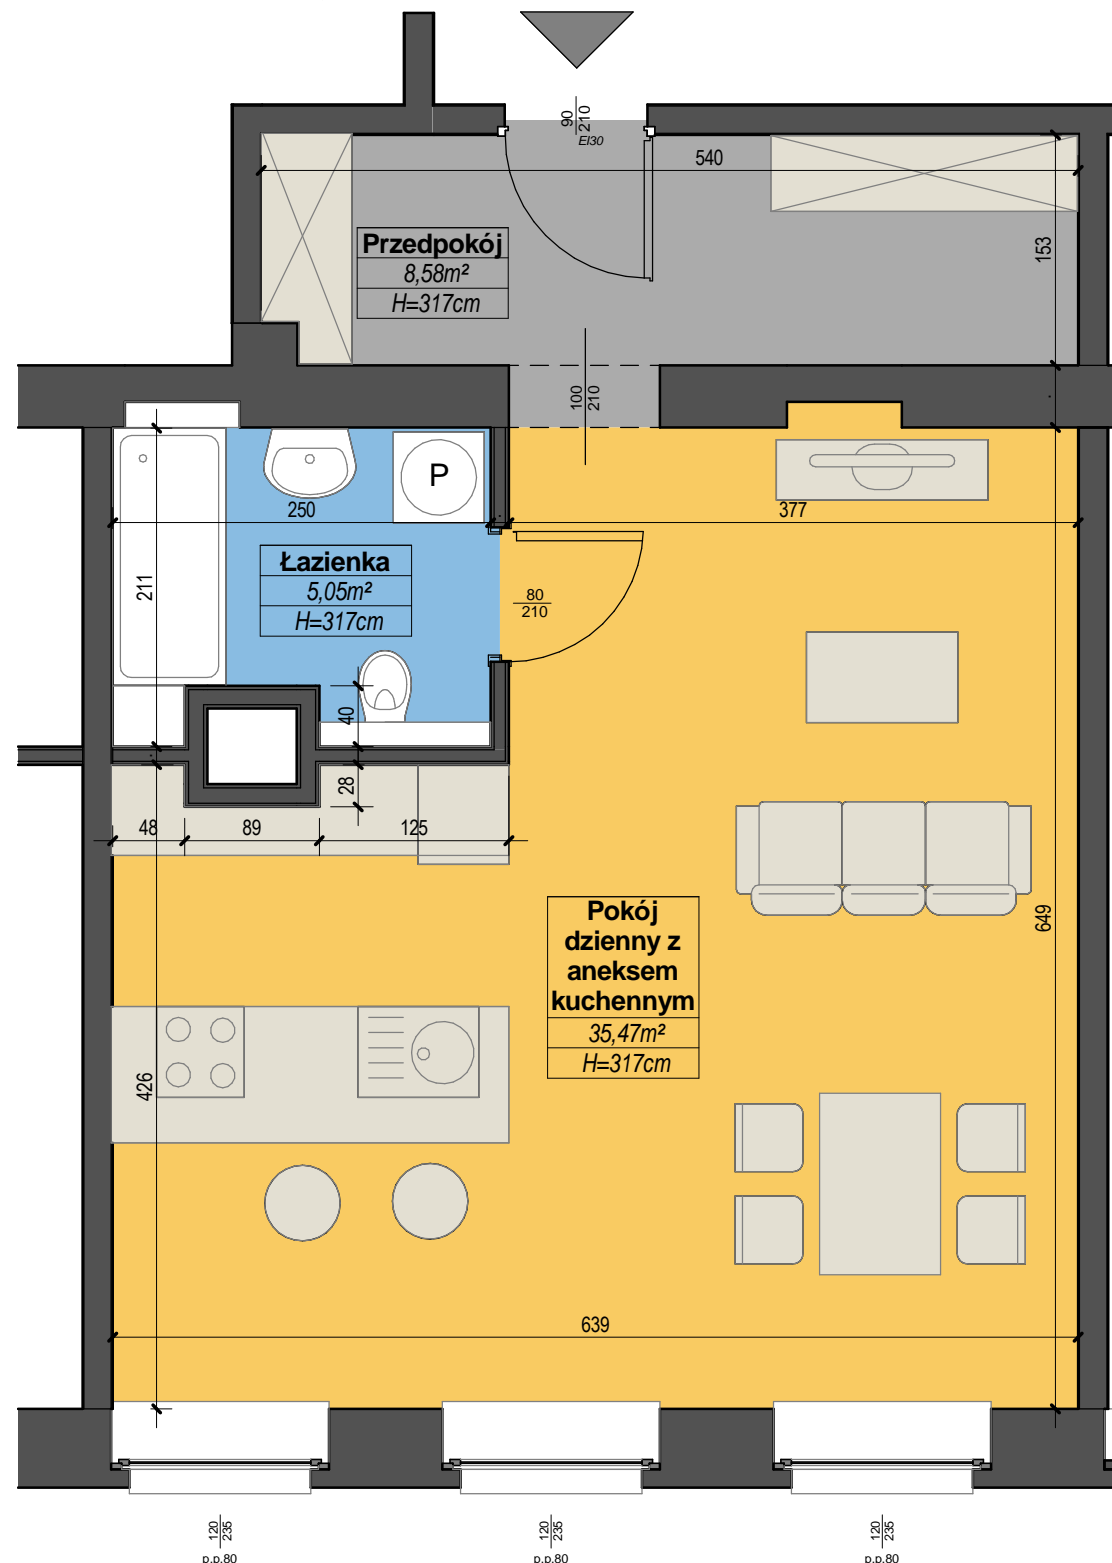 90
210
EI30
540
Przedpokój
8,58m²
H=317cm
153
100
210
P
250
377
211
Łazienka
5,05m²
H=317cm
80
210
40
28
48
89
125
Pokój
dzienny z
aneksem
kuchennym
35,47m²
H=317cm
649
426
639
120
235
p.p.80
120
235
p.p.80
120
235
p.p.80